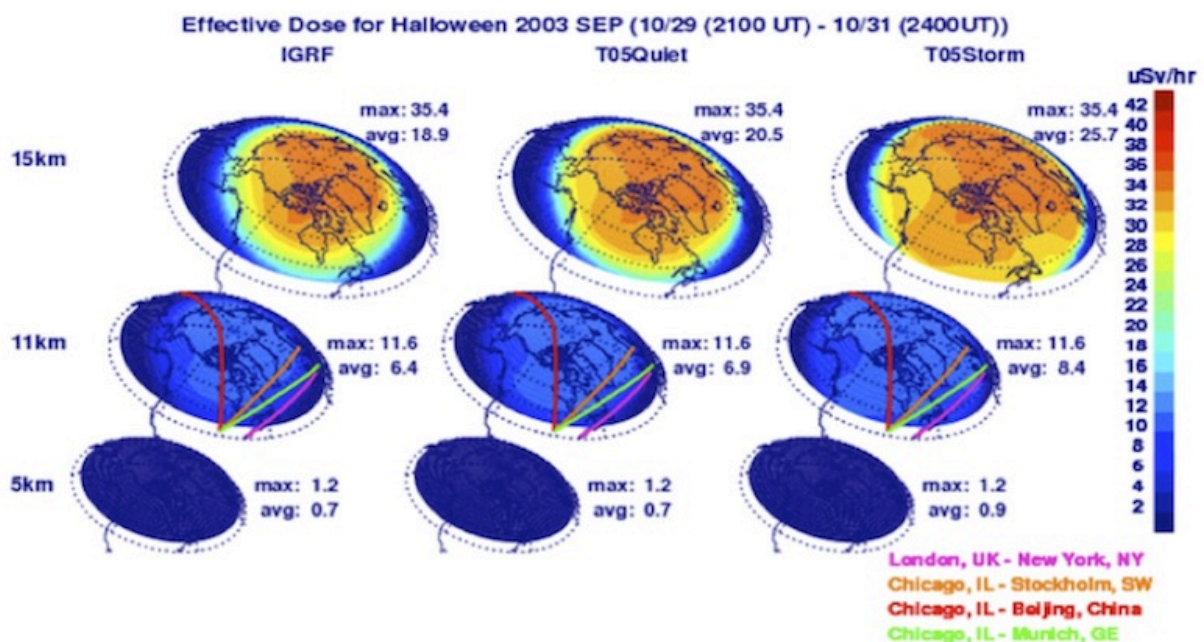 Effective Dose for Halloween 2003 SEP (10/29 (2100 UT) - 10/31 (2400UT))
IGRF T05Quiet T05Storm
uSv/hr
15km
max: 35.4
avg: 18.9
max: 35.4
avg: 20.5
max: 35.4
avg: 25.7
11km
max: 11.6
avg: 6.4
max: 11.6
avg: 6.9
max: 11.6
avg: 8.4
5km
max: 1.2
avg: 0.7
max: 1.2
avg: 0.7
max: 1.2
avg: 0.9
42
40
38
36
34
32
30
28
26
24
22
20
18
16
14
12
10
8
6
4
2
London, UK - New York, NY
Chicago, IL - Stockholm, SW
Chicago, IL - Beijing, China
Chicago, IL - Munich, GE